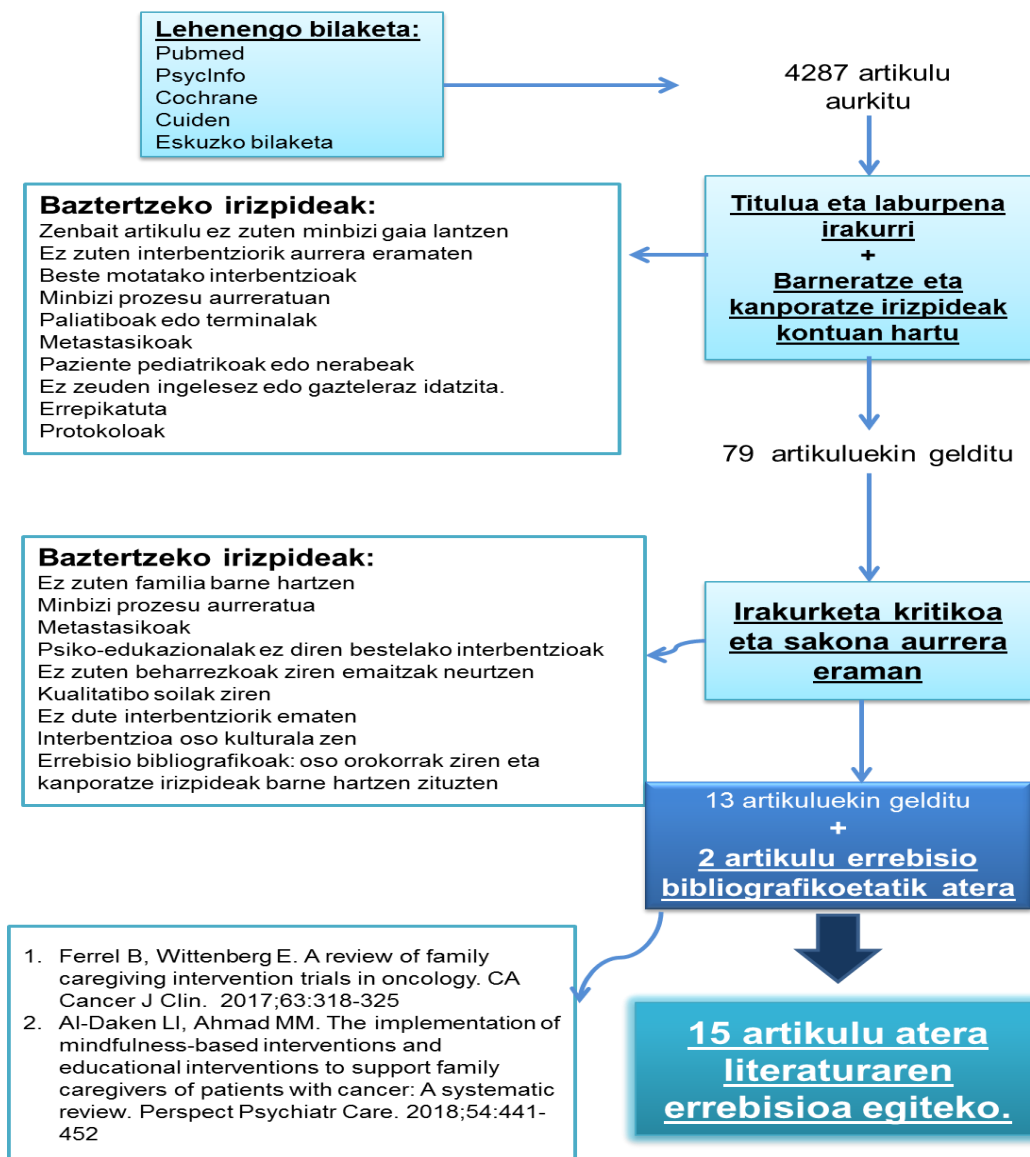 Lehenengo bilaketa:
Pubmed
PsycInfo
Cochrane
Cuiden
Eskuzko bilaketa
4287 artikulu
aurkitu
Titulua eta laburpena
irakurri
+
Barneratze eta
kanporatze irizpideak
kontuan hartu
Baztertzeko irizpideak:
Zenbait artikulu ez zuten minbizi gaia lantzen
Ez zuten interbentziorik aurrera eramaten
Beste motatako interbentzioak
Minbizi prozesu aurreratuan
Paliatiboak edo terminalak
Metastasikoak
Paziente pediatrikoak edo nerabeak
Ez zeuden ingelesez edo gazteleraz idatzita.
Errepikatuta
Protokoloak
79 artikuluekin gelditu
Irakurketa kritikoa
eta sakona aurrera
eraman
Baztertzeko irizpideak:
Ez zuten familia barne hartzen
Minbizi prozesu aurreratua
Metastasikoak
Psiko-edukazionalak ez diren bestelako interbentzioak
Ez zuten beharrezkoak ziren emaitzak neurtzen
Kualitatibo soilak ziren
Ez dute interbentziorik ematen
Interbentzioa oso kulturala zen
Errebisio bibliografikoak: oso orokorrak ziren eta
kanporatze irizpideak barne hartzen zituzten
13 artikuluekin gelditu
+
2 artikulu errebisio
bibliografikoetatik atera
1. Ferrel B, Wittenberg E. A review of family
caregiving intervention trials in oncology. CA
Cancer J Clin. 2017;63:318-325
2. Al-Daken LI, Ahmad MM. The implementation of
mindfulness-based interventions and
educational interventions to support family
caregivers of patients with cancer: A systematic
review. Perspect Psychiatr Care. 2018;54:441-
452
15 artikulu atera
literaturaren
errebisioa egiteko.